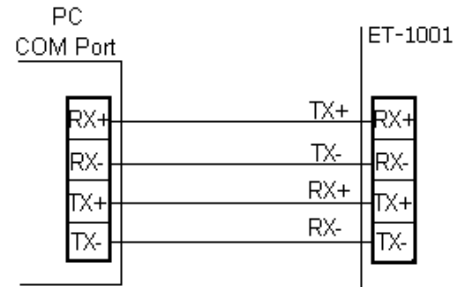 PC
COM Port
ET-1001
RX+ TX+ RX+
RX- TX- RX-
TX+ RX+ TX+
TX- RX- TX-